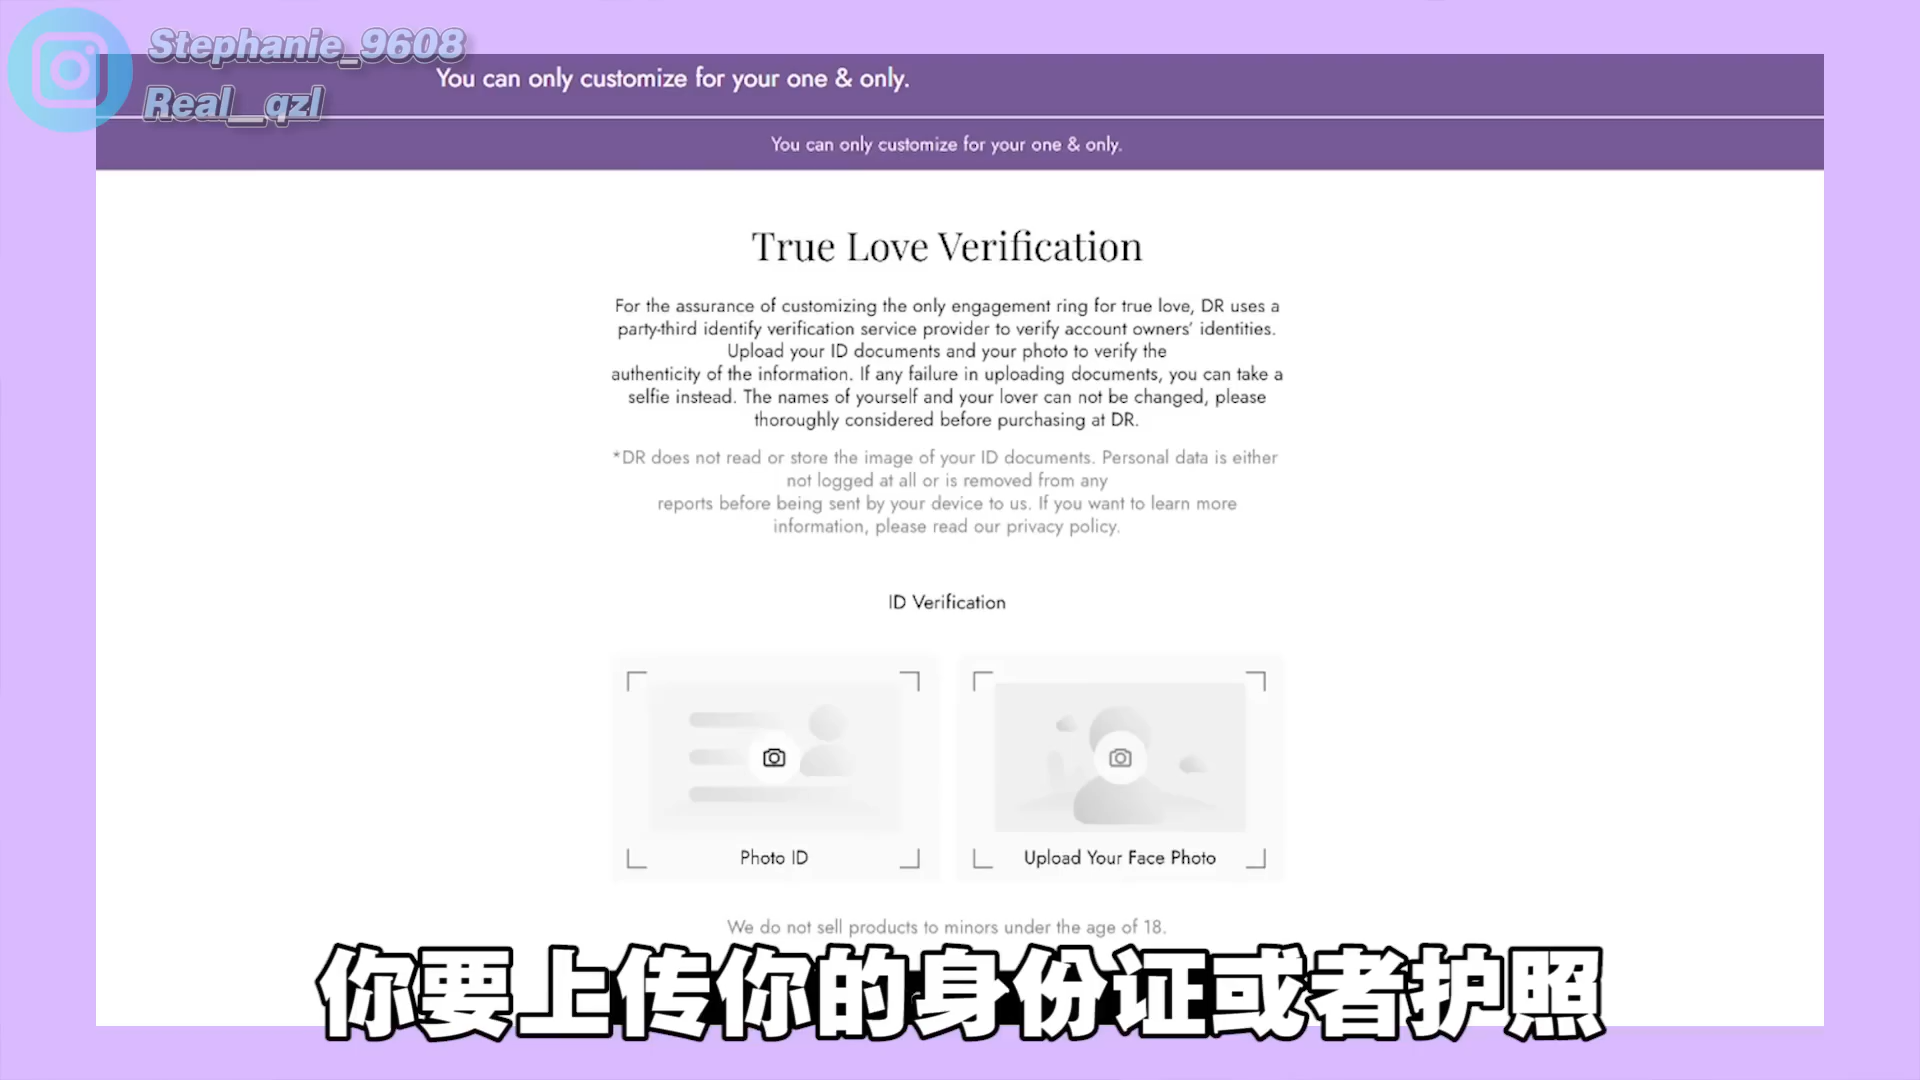 Stephanie_9608
Real__qzl
You can only customize for your one & only.
You can only customize for your one & only.
True Love Verification
For the assurance of customizing the only engagement ring for true love, DR uses a
party-third identify verification service provider to verify account owners’ identities.
Upload your ID documents and your photo to verify the
authenticity of the information. If any failure in uploading documents, you can take a
selfie instead. The names of yourself and your lover can not be changed, please
thoroughly considered before purchasing at DR.
*DR does not read or store the image of your ID documents. Personal data is either
not logged at all or is removed from any
reports before being sent by your device to us. If you want to learn more
information, please read our privacy policy.
ID Verification
Photo ID
Upload Your Face Photo
We do not sell products to minors under the age of 18.
你要上传你的身份证或者护照